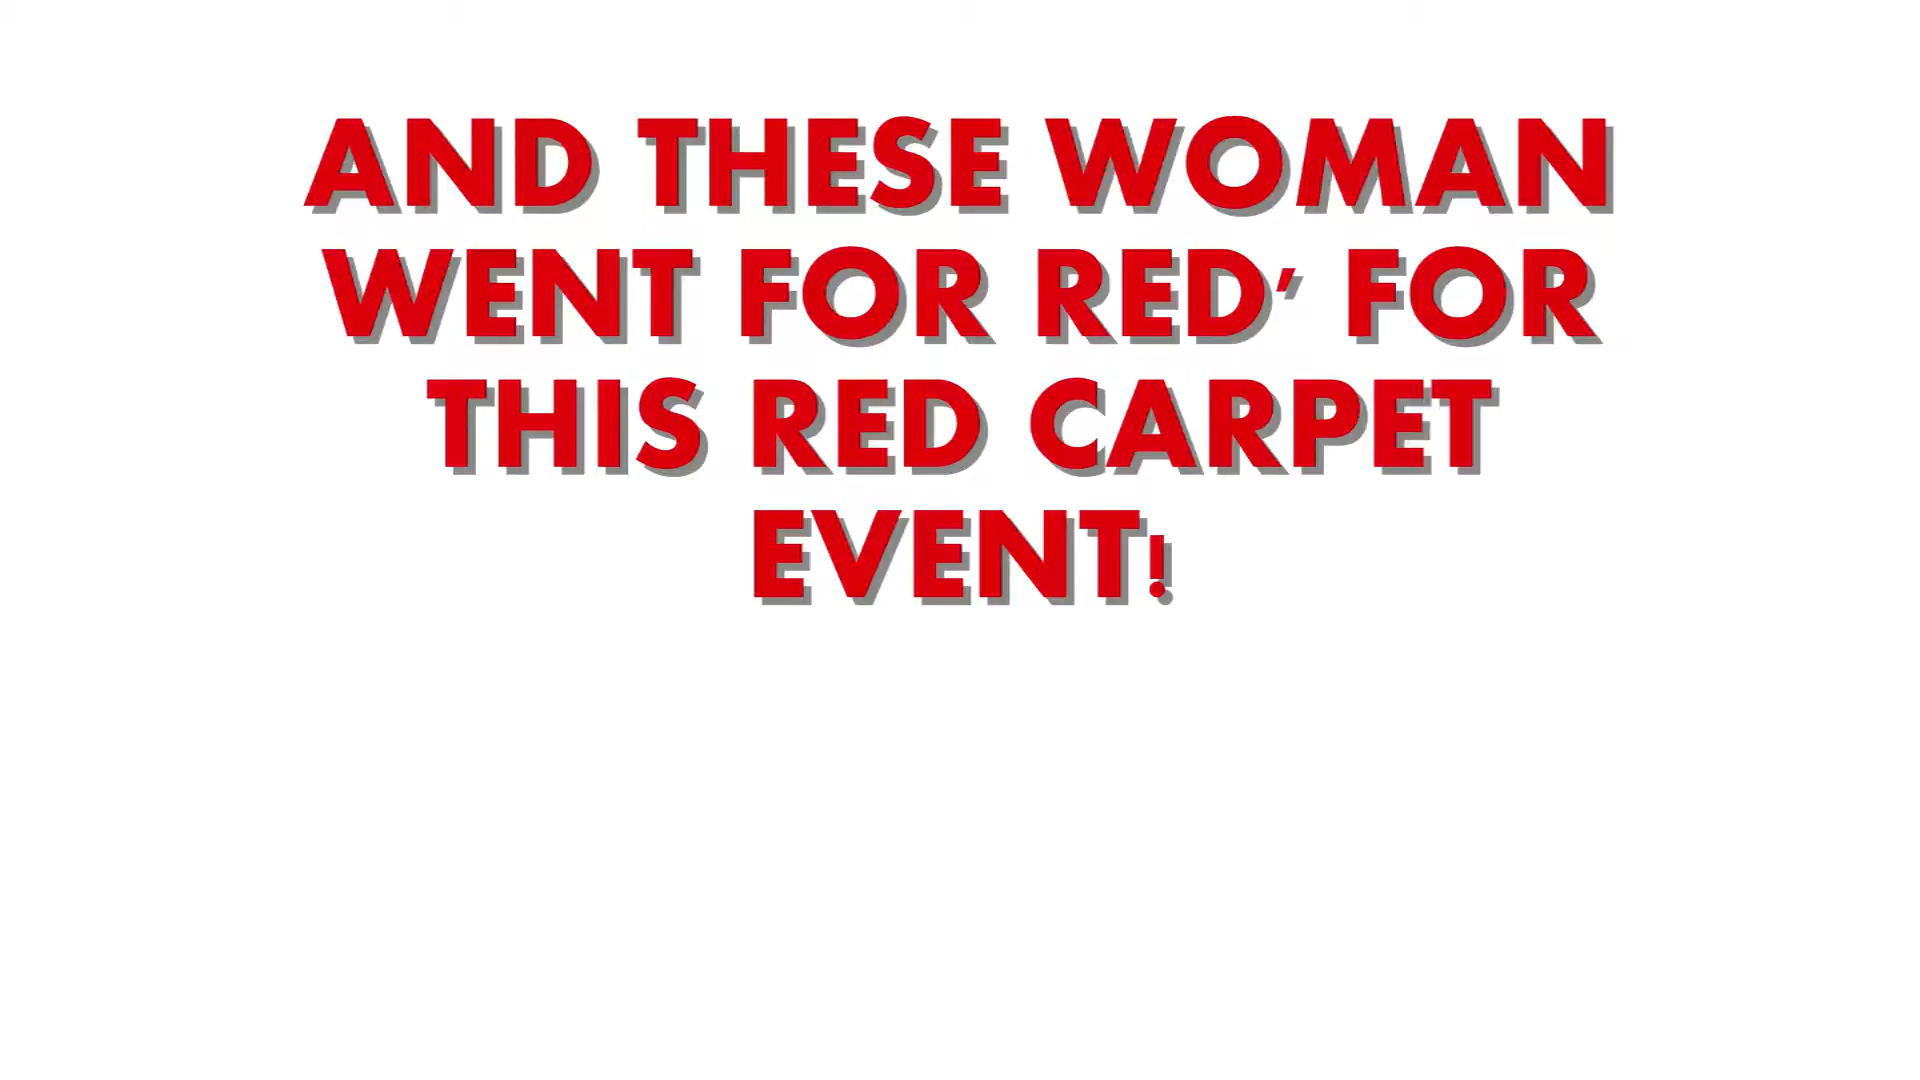 AND THESE WOMAN
WENT FOR RED’ FOR
THIS RED CARPET
EVENT!